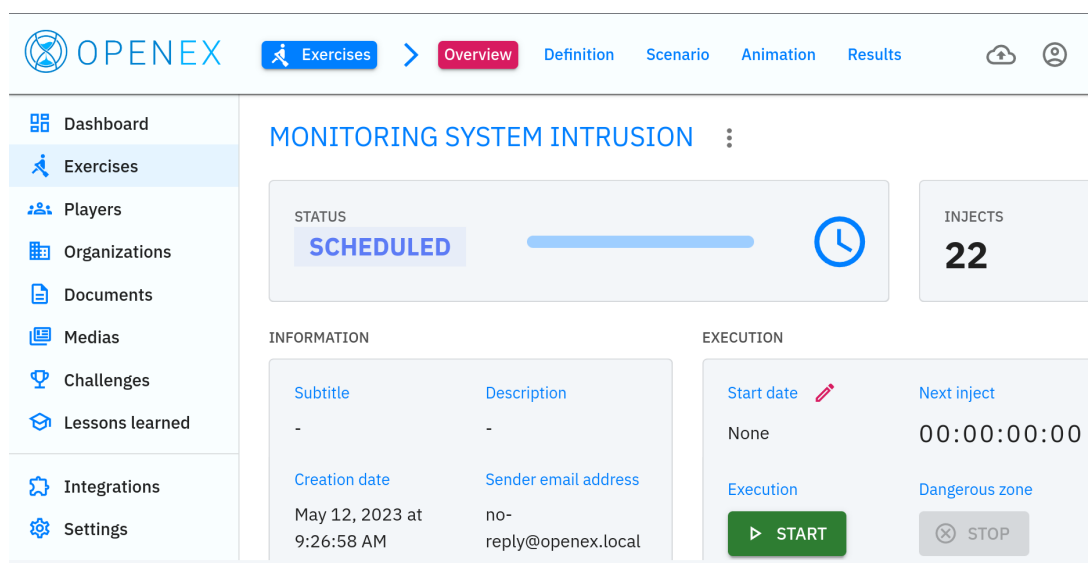 OPENEX
Exercises
Overview
Definition
Scenario
Animation
Results
Dashboard
Exercises
Players
Organizations
Documents
Medias
Challenges
Lessons learned
Integrations
Settings
MONITORING SYSTEM INTRUSION
STATUS
SCHEDULED
INJECTS
22
INFORMATION
Subtitle
-
Description
-
Creation date
May 12, 2023 at
9:26:58 AM
Sender email address
no-
reply@openex.local
EXECUTION
Start date
None
Next inject
00:00:00:00
Execution
START
Dangerous zone
STOP